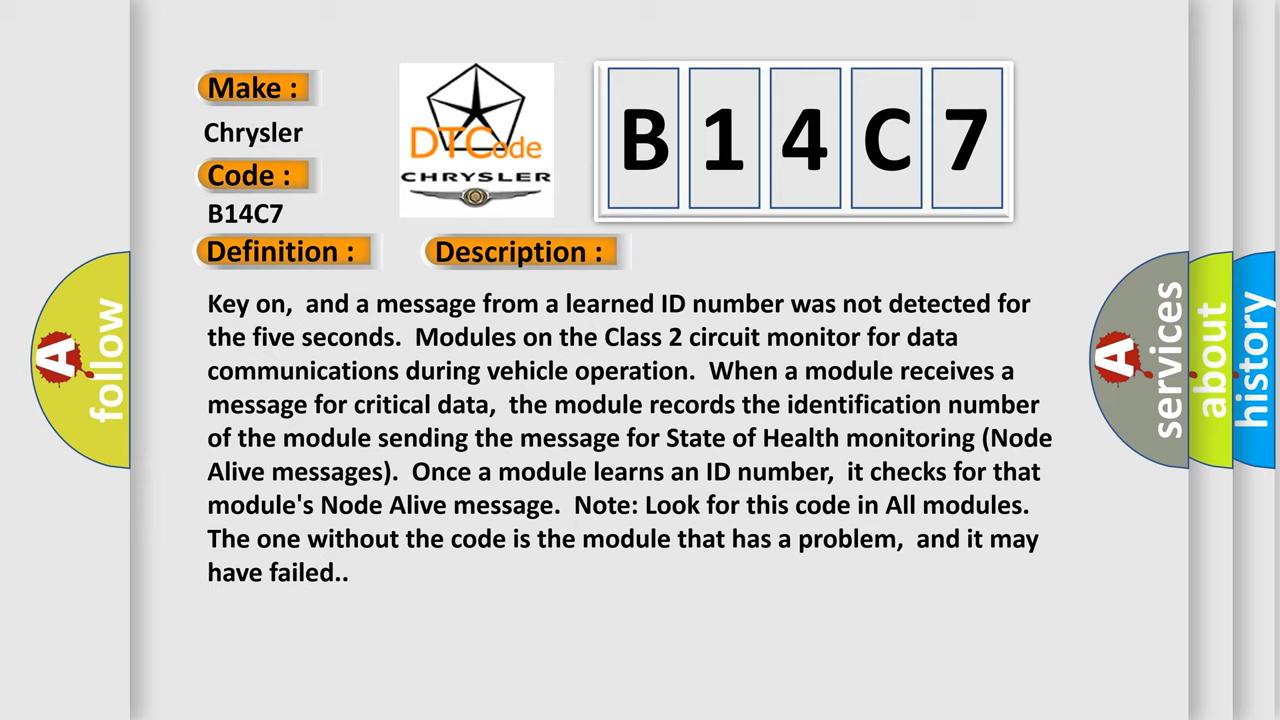 Make :
Chrysler
Code :
B14C7
Definition :
Description :
DTCode
CHRYSLER
B 1 4 C 7
Key on,  and a message from a learned ID number was not detected for
the five seconds.  Modules on the Class 2 circuit monitor for data
communications during vehicle operation.  When a module receives a
message for critical data,  the module records the identification number
of the module sending the message for State of Health monitoring (Node
Alive messages).  Once a module learns an ID number,  it checks for that
module's Node Alive message.  Note: Look for this code in All modules.
The one without the code is the module that has a problem,  and it may
have failed..
A follow
A services
about
history